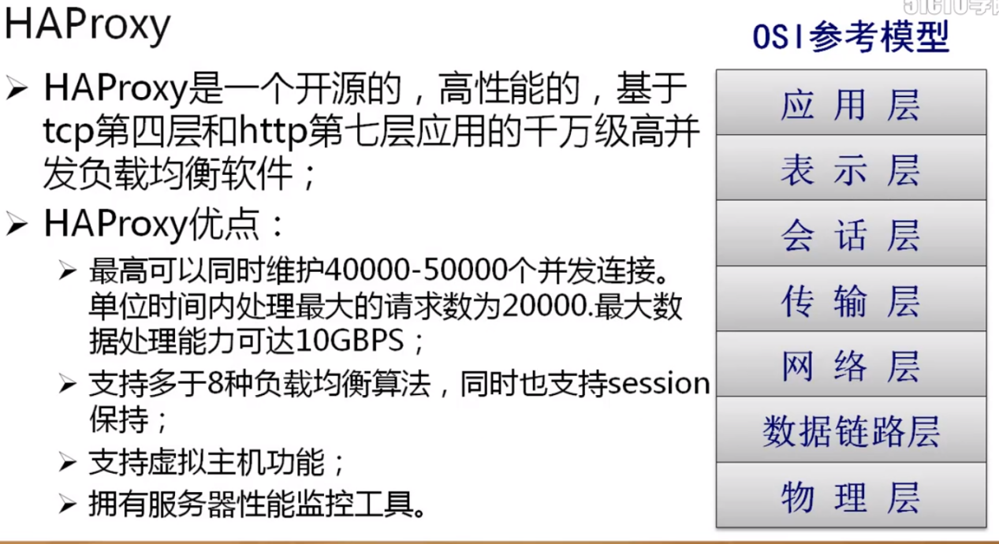 HAProxy
HAProxy是一个开源的，高性能的，基于
tcp第四层和http第七层应用的千万级高并
发负载均衡软件；
HAProxy优点：
最高可以同时维护40000-50000个并发连接。
单位时间内处理最大的请求数为20000.最大数
据处理能力可达10GBPS；
支持多于8种负载均衡算法，同时也支持session
保持；
支持虚拟主机功能；
拥有服务器性能监控工具。
OSI参考模型
应 用 层
表 示 层
会 话 层
传 输 层
网 络 层
数据链路层
物 理 层